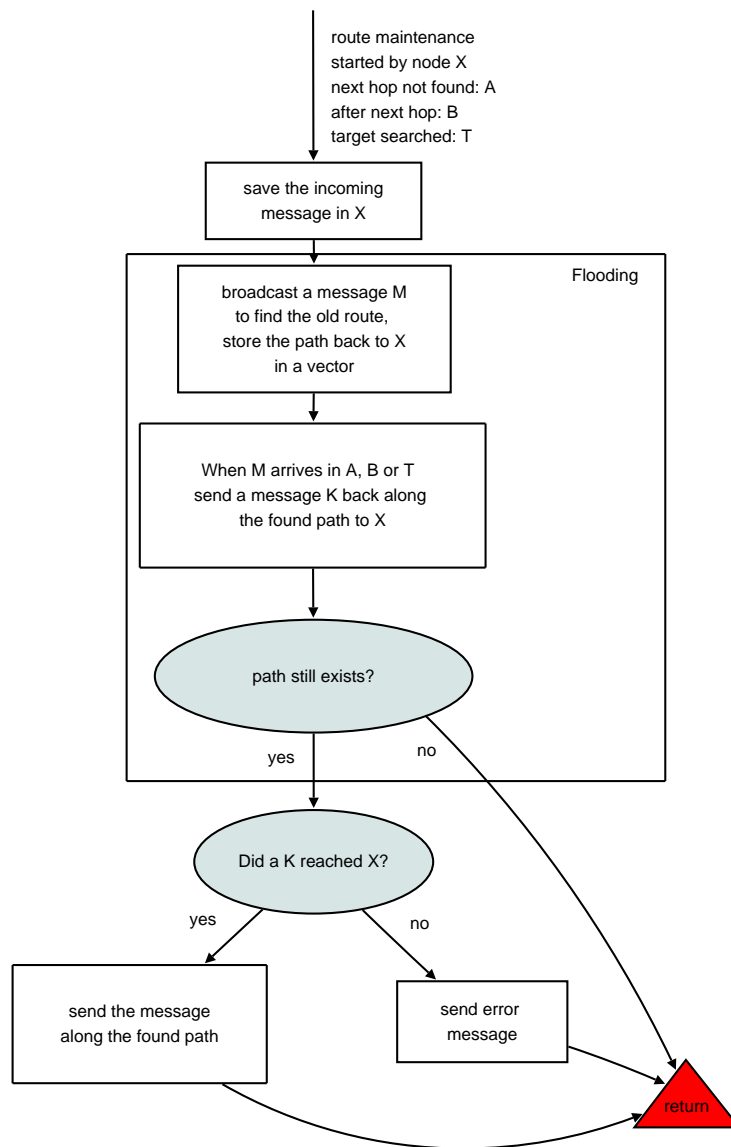 route maintenance
started by node X
next hop not found: A
after next hop: B
target searched: T
save the incoming
message in X
Flooding
broadcast a message M
to find the old route,
store the path back to X
in a vector
When M arrives in A, B or T
send a message K back along
the found path to X
path still exists?
yes
no
Did a K reached X?
yes
no
send the message
along the found path
send error
message
return